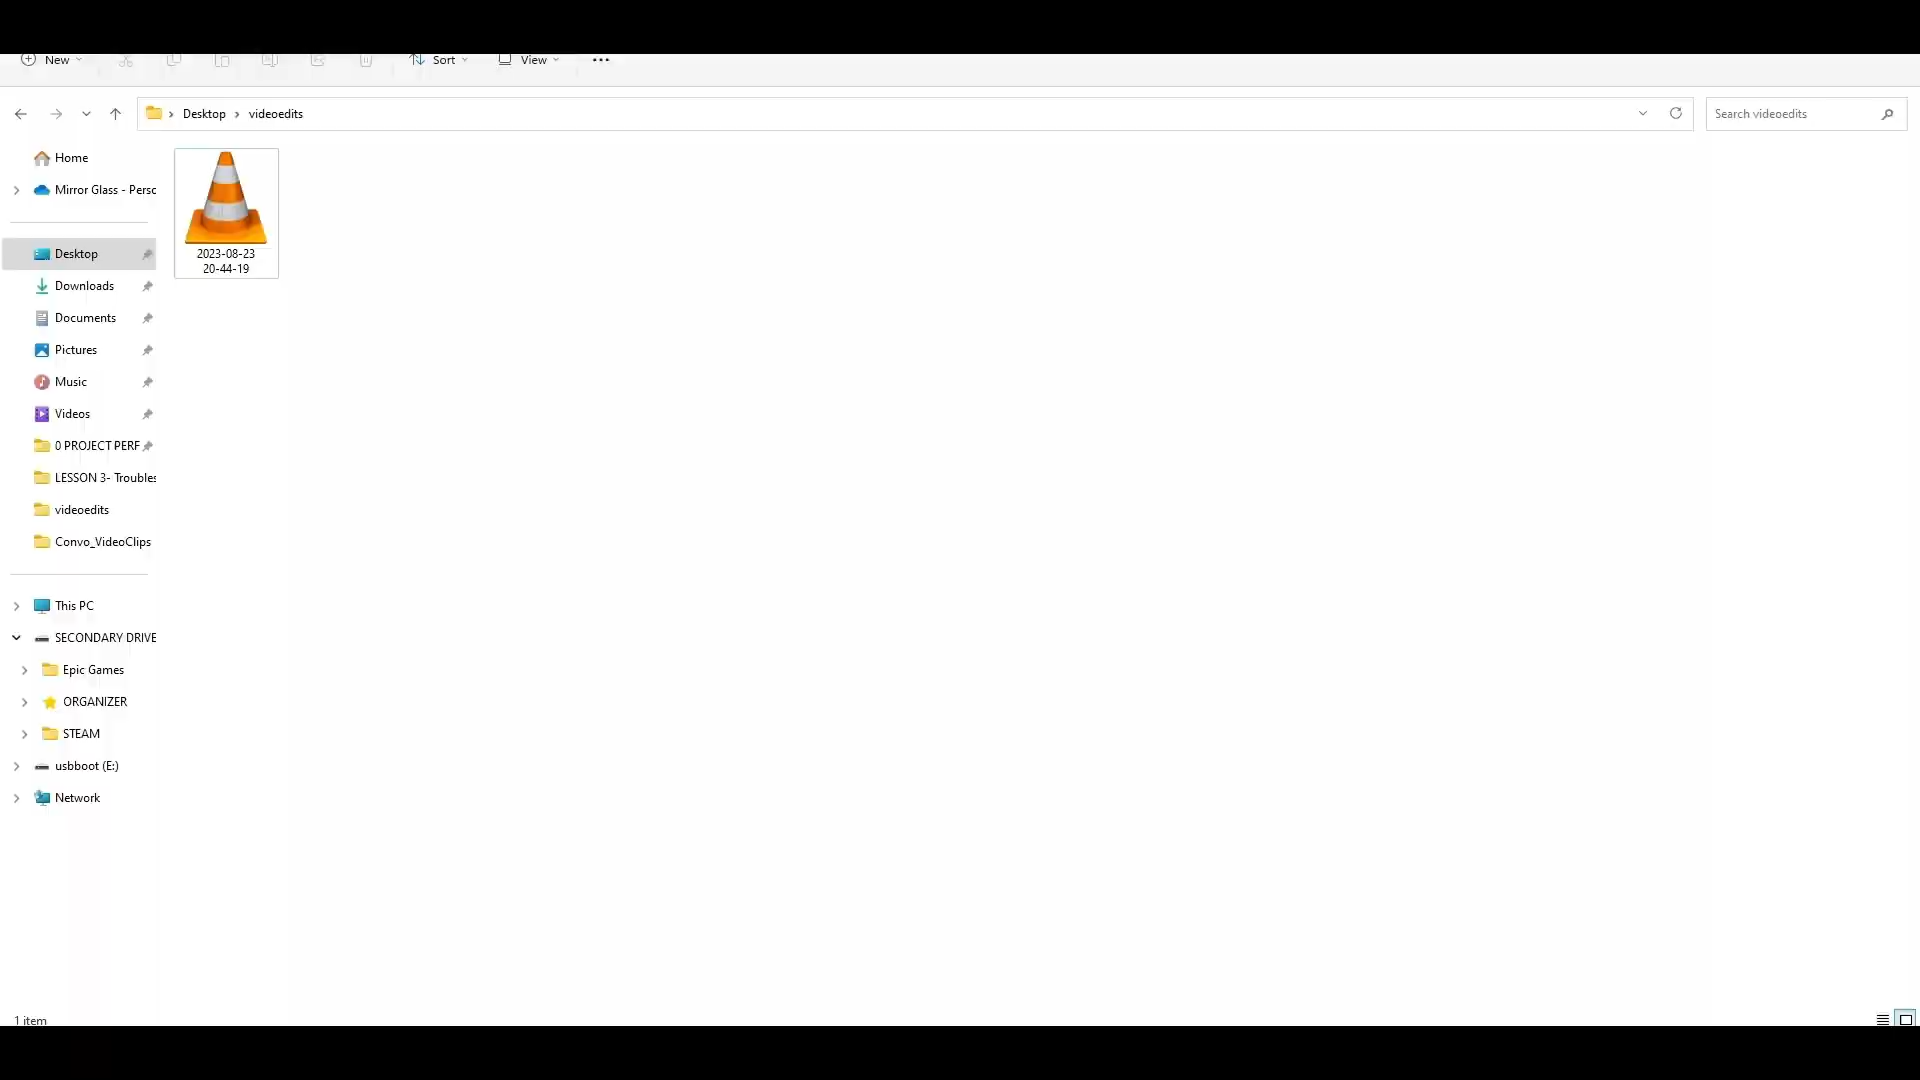 New
Sort
View
Desktop
videoedits
Search videoedits
Home
Mirror Glass - Perso
Desktop
Downloads
Documents
Pictures
Music
Videos
0 PROJECT PERF
LESSON 3- Troubles
videoedits
Convo_VideoClips
This PC
SECONDARY DRIVE
Epic Games
ORGANIZER
STEAM
usbboot (E:)
Network
2023-08-23
20-44-19
1 item